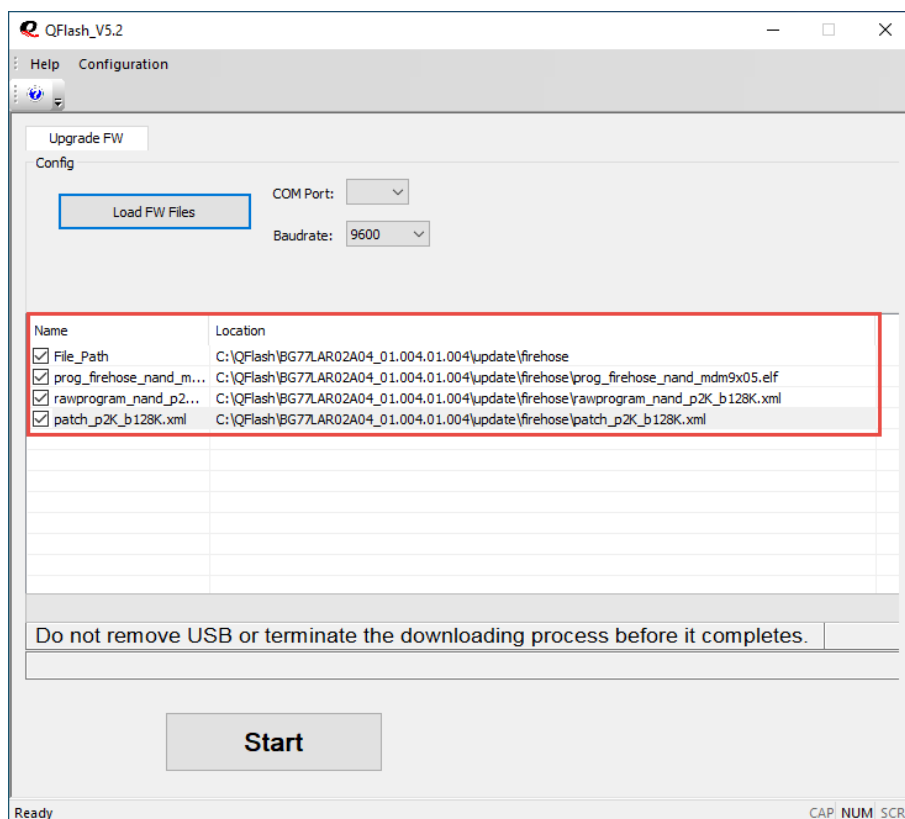 QFlash_V5.2
Help Configuration
Upgrade FW
Config
Load FW Files
COM Port:
Baudrate: 9600
Name Location
File_Path C:\QFlash\BG77LAR02A04_01.004.01.004\update\firehose
prog_firehose_nand_m... C:\QFlash\BG77LAR02A04_01.004.01.004\update\firehose\prog_firehose_nand_mdm9x05.elf
rawprogram_nand_p2... C:\QFlash\BG77LAR02A04_01.004.01.004\update\firehose\rawprogram_nand_p2K_b128K.xml
patch_p2K_b128K.xml C:\QFlash\BG77LAR02A04_01.004.01.004\update\firehose\patch_p2K_b128K.xml
Do not remove USB or terminate the downloading process before it completes.
Start
Ready CAP NUM SCR